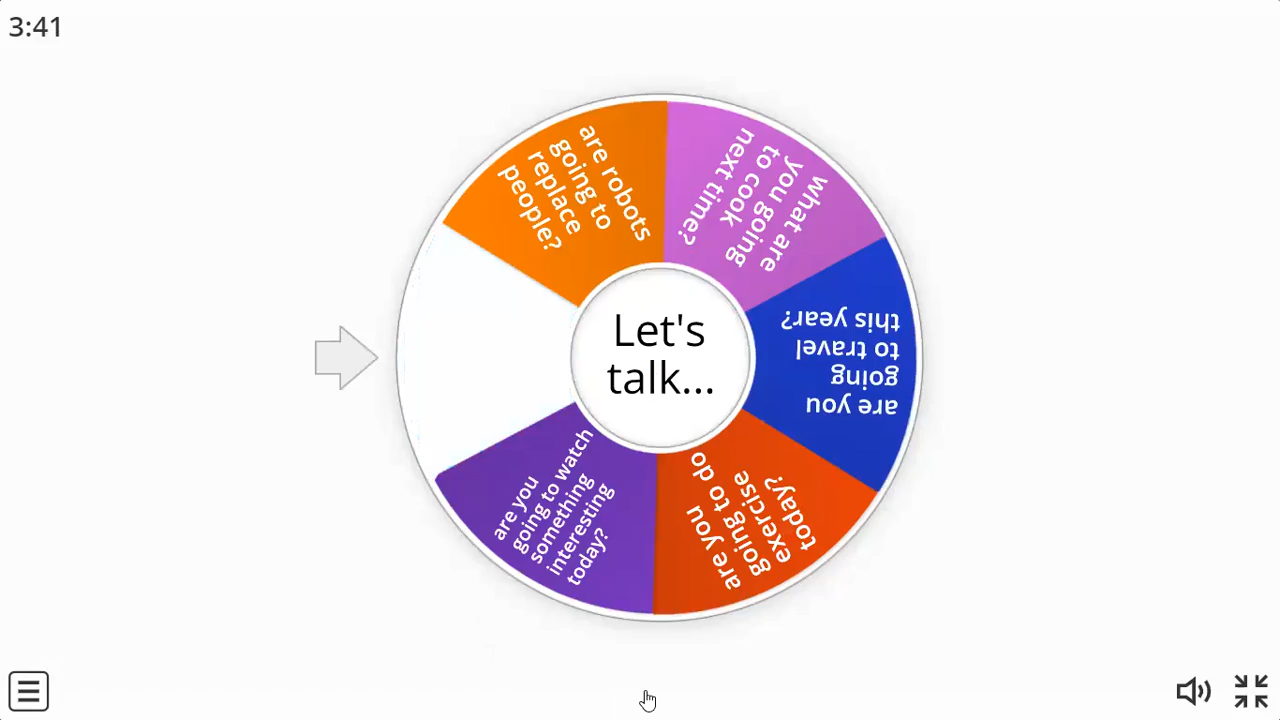 3:41
are robots
going to
replace
people?
what are
you going
to cook
next time?
are you
going
to travel
this year?
Let's
talk...
are you
going to watch
something
interesting
today?
are you
going to do
exercise
today?